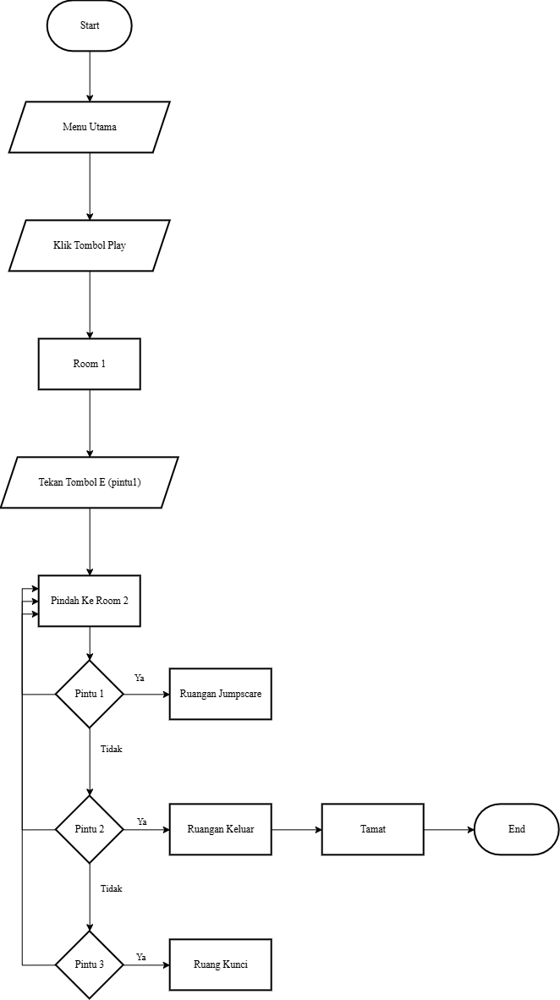 Start
Menu Utama
Klik Tombol Play
Room 1
Tekan Tombol E (pintu1)
Pindah Ke Room 2
Pintu 1
Ya
Ruangan Jumpscare
Tidak
Pintu 2
Ya
Ruangan Keluar
Tamat
End
Tidak
Pintu 3
Ya
Ruang Kunci